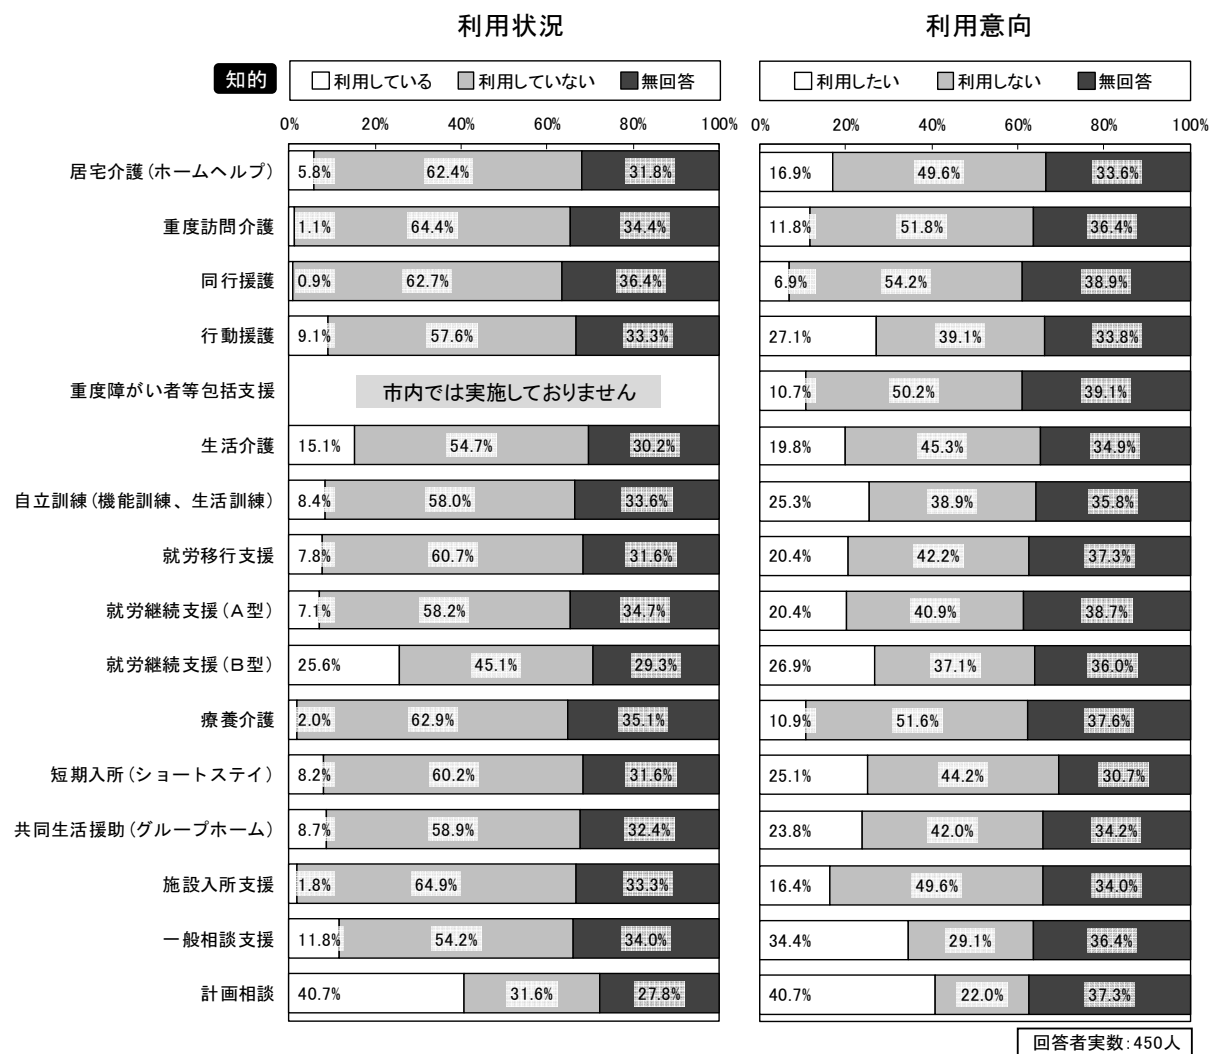 利用状況 利用意向
知的 利用している 利用していない 無回答 利用したい 利用しない 無回答
0% 20% 40% 60% 80% 100% 0% 20% 40% 60% 80% 100%
居宅介護(ホームヘルプ) 5.8% 62.4% 31.8% 16.9% 49.6% 33.6%
重度訪問介護 1.1% 64.4% 34.4% 11.8% 51.8% 36.4%
同行援護 0.9% 62.7% 36.4% 6.9% 54.2% 38.9%
行動援護 9.1% 57.6% 33.3% 27.1% 39.1% 33.8%
重度障がい者等包括支援 市内では実施しておりません 10.7% 50.2% 39.1%
生活介護 15.1% 54.7% 30.2% 19.8% 45.3% 34.9%
自立訓練(機能訓練、生活訓練) 8.4% 58.0% 33.6% 25.3% 38.9% 35.8%
就労移行支援 7.8% 60.7% 31.6% 20.4% 42.2% 37.3%
就労継続支援(A型) 7.1% 58.2% 34.7% 20.4% 40.9% 38.7%
就労継続支援(B型) 25.6% 45.1% 29.3% 26.9% 37.1% 36.0%
療養介護 2.0% 62.9% 35.1% 10.9% 51.6% 37.6%
短期入所(ショートステイ) 8.2% 60.2% 31.6% 25.1% 44.2% 30.7%
共同生活援助(グループホーム) 8.7% 58.9% 32.4% 23.8% 42.0% 34.2%
施設入所支援 1.8% 64.9% 33.3% 16.4% 49.6% 34.0%
一般相談支援 11.8% 54.2% 34.0% 34.4% 29.1% 36.4%
計画相談 40.7% 31.6% 27.8% 40.7% 22.0% 37.3%
回答者実数:450人